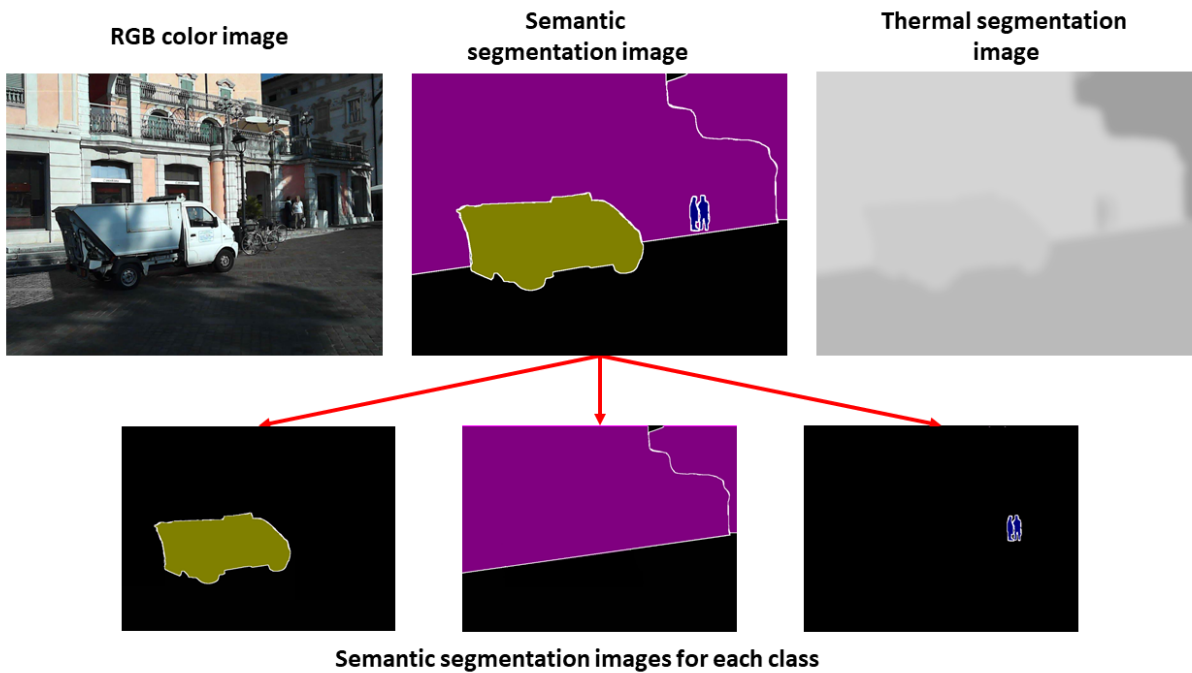 RGB color image
Semantic
segmentation image
Thermal segmentation
image
Semantic segmentation images for each class